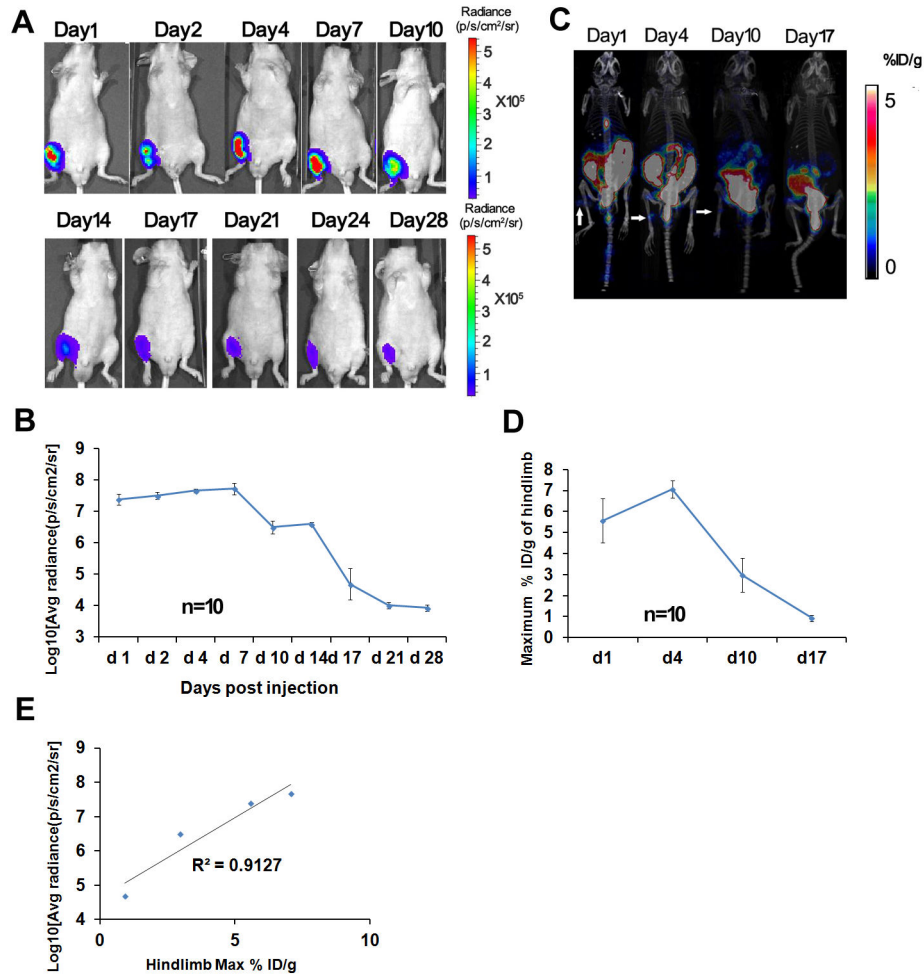 A
Day1 Day2 Day4 Day7 Day10
Radiance
(p/s/cm²/sr)
5
4
X10⁵
3
2
1
Day14 Day17 Day21 Day24 Day28
Radiance
(p/s/cm²/sr)
5
4
X10⁵
3
2
1
C
Day1 Day4 Day10 Day17
%ID/g
5
0
B
Log10[Avg radiance(p/s/cm2/sr]
9
8
7
6
5
4
3
n=10
d 1 d 2 d 4 d 7 d 10 d 14 d 17 d 21 d 28
Days post injection
D
Maximum % ID/g of hindlimb
8
7
6
5
4
3
2
1
0
n=10
d1 d4 d10 d17
E
Log10[Avg radiance(p/s/cm2/sr]
9
8
7
6
5
4
R² = 0.9127
0 5 10
Hindlimb Max % ID/g